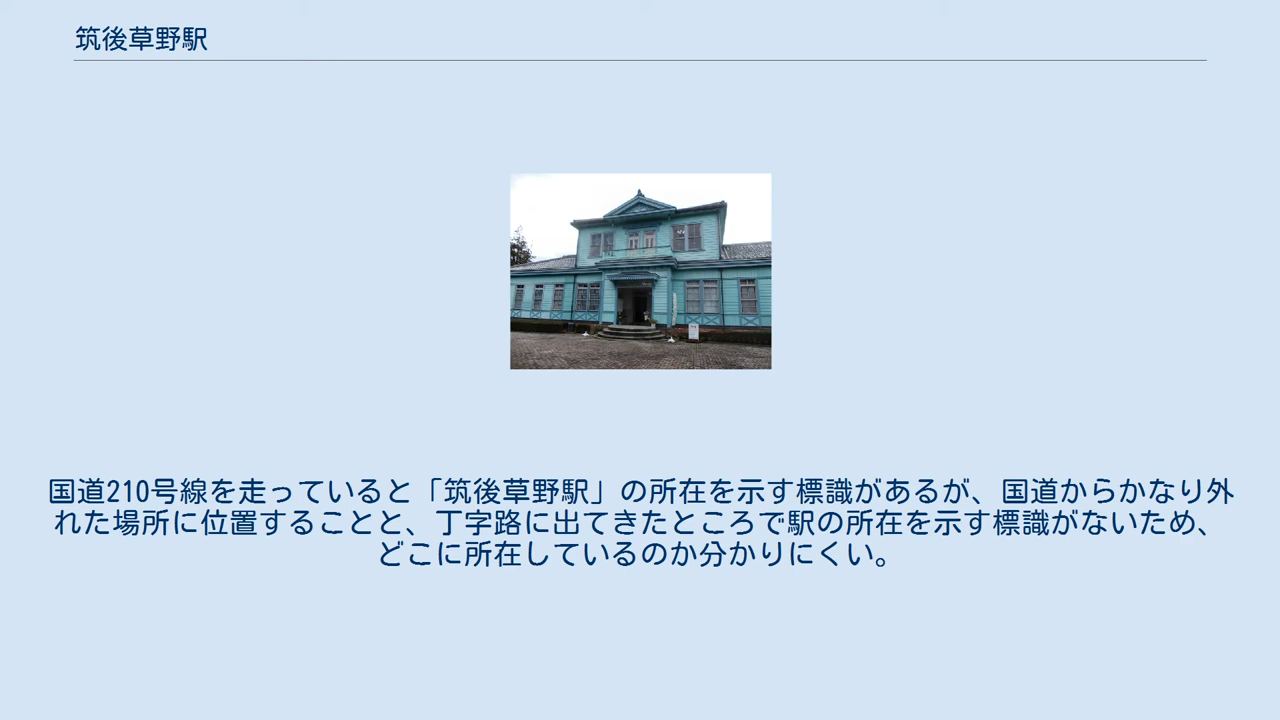 筑後草野駅
国道210号線を走っていると「筑後草野駅」の所在を示す標識があるが、国道からかなり外
れた場所に位置することと、丁字路に出てきたところで駅の所在を示す標識がないため、
どこに所在しているのか分かりにくい。